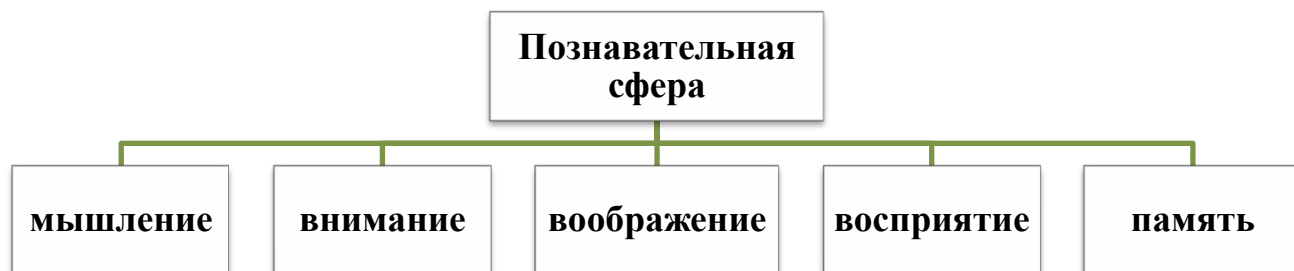 Познавательная
сфера
мышление
внимание
воображение
восприятие
память